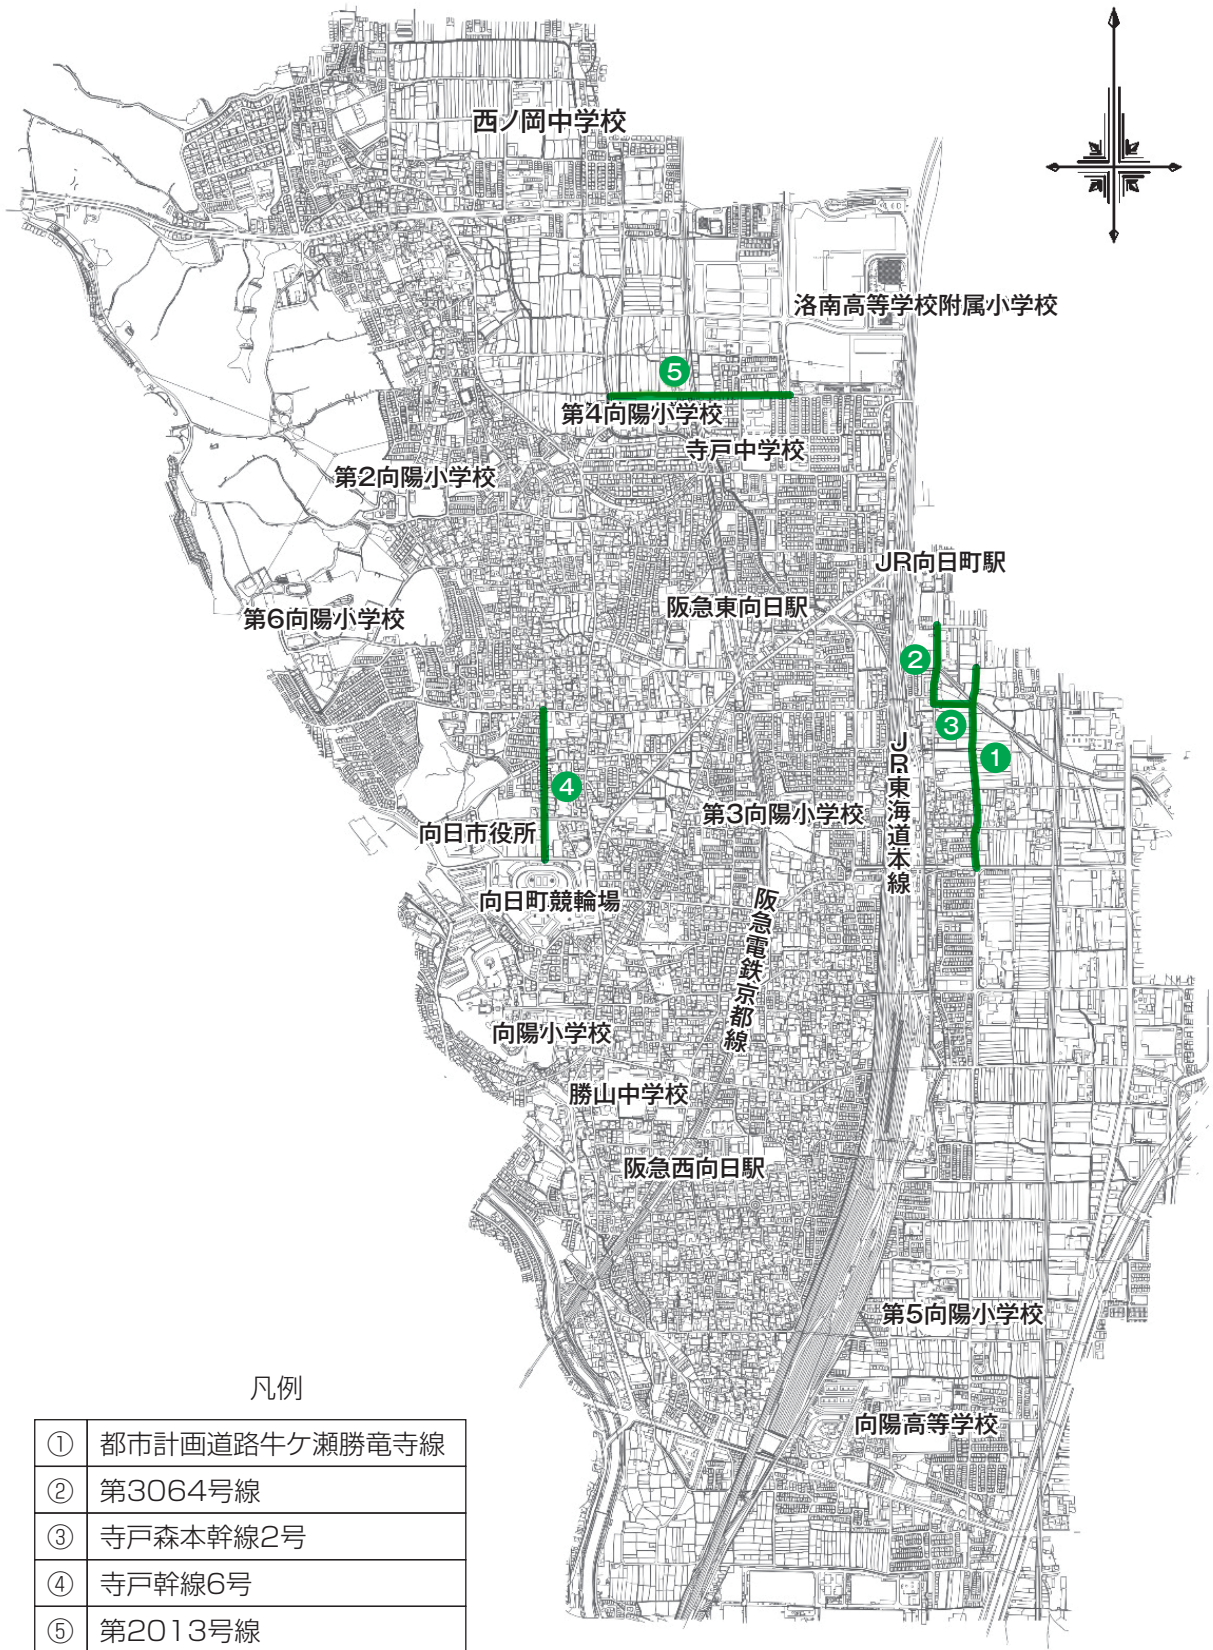 西ノ岡中学校
洛南高等学校附属小学校
⑤
第4向陽小学校
寺戸中学校
第2向陽小学校
JR向日町駅
阪急東向日駅
第6向陽小学校
②
③
①
JR東海道本線
④
第3向陽小学校
向日市役所
向日町競輪場
阪急電鉄京都線
向陽小学校
勝山中学校
阪急西向日駅
第5向陽小学校
向陽高等学校
凡例
① 都市計画道路牛ケ瀬勝竜寺線
② 第3064号線
③ 寺戸森本幹線2号
④ 寺戸幹線6号
⑤ 第2013号線